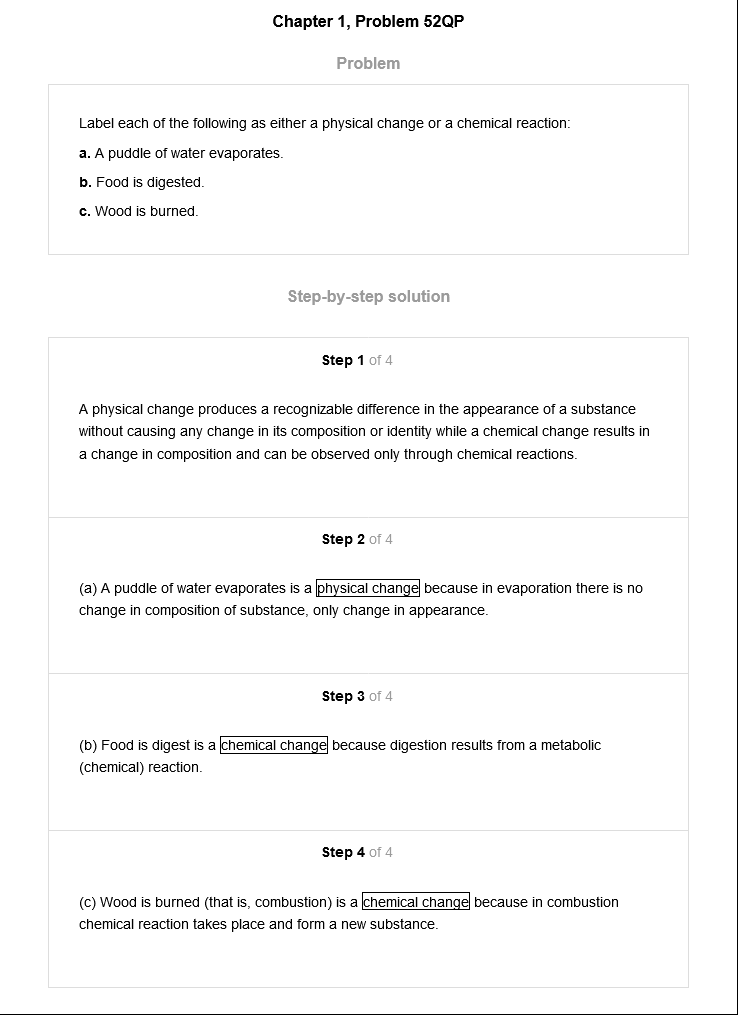 Chapter 1, Problem 52QP
Problem
Label each of the following as either a physical change or a chemical reaction:
a. A puddle of water evaporates.
b. Food is digested.
c. Wood is burned.
Step-by-step solution
Step 1 of 4
A physical change produces a recognizable difference in the appearance of a substance
without causing any change in its composition or identity while a chemical change results in
a change in composition and can be observed only through chemical reactions.
Step 2 of 4
(a) A puddle of water evaporates is a physical change because in evaporation there is no
change in composition of substance, only change in appearance.
Step 3 of 4
(b) Food is digest is a chemical change because digestion results from a metabolic
(chemical) reaction.
Step 4 of 4
(c) Wood is burned (that is, combustion) is a chemical change because in combustion
chemical reaction takes place and form a new substance.